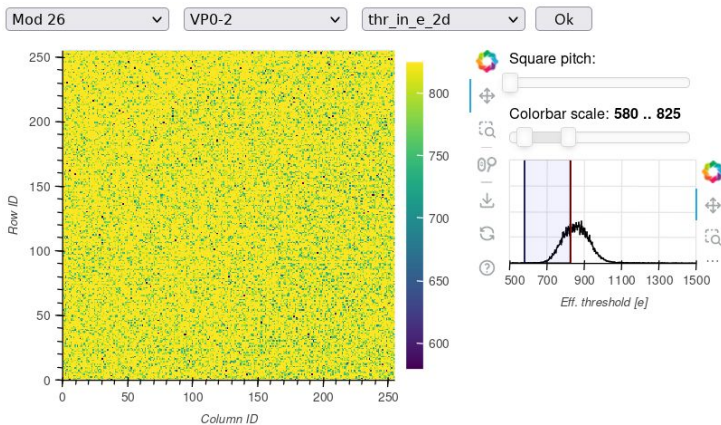 Mod 26 VP0-2 thr_in_e_2d Ok
Square pitch:
Colorbar scale: 580 .. 825
250
200
150
100
50
0
Row ID
0 50 100 150 200 250
Column ID
800
750
700
650
600
500 700 900 1100 1300 1500
Eff. threshold [e]